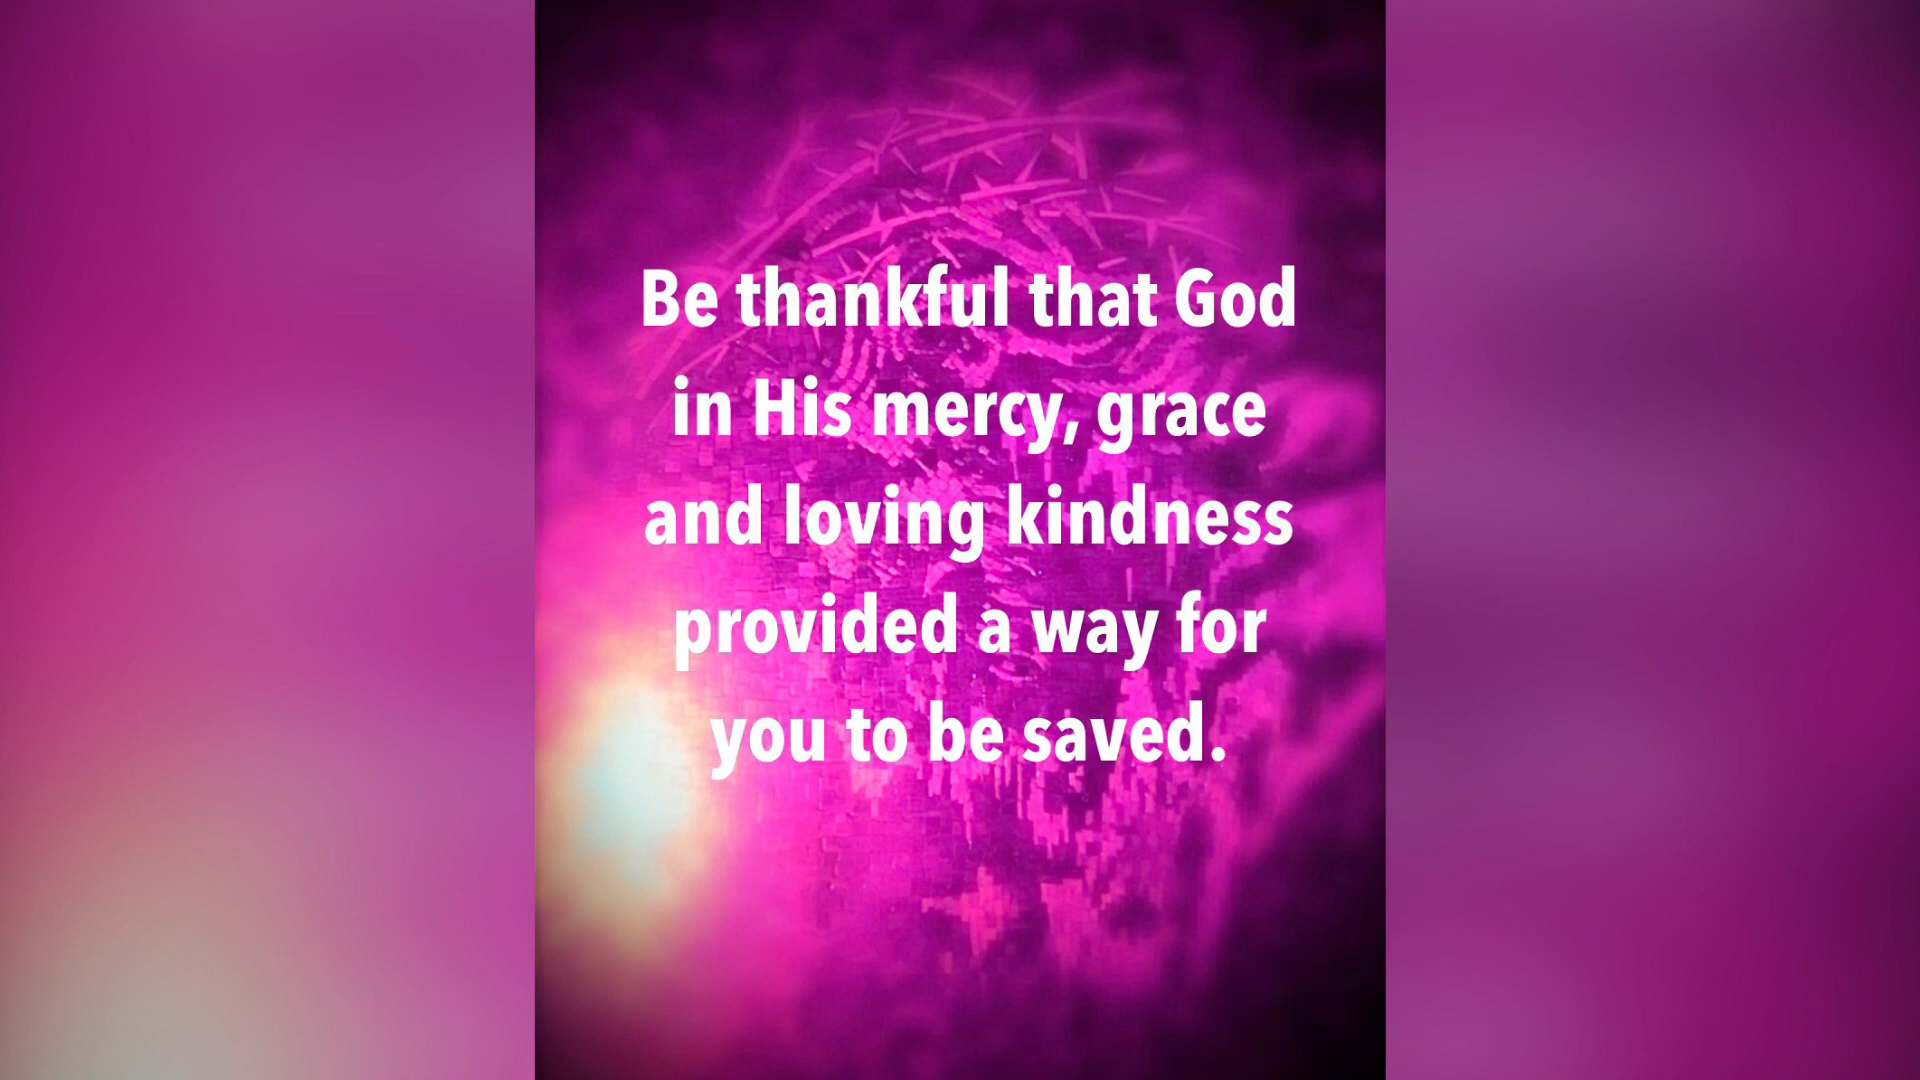 Be thankful that God
in His mercy, grace
and loving kindness
provided a way for
you to be saved.